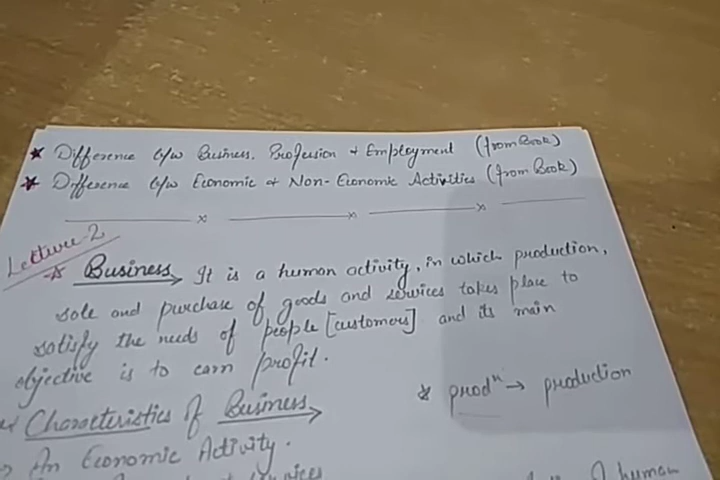 * Difference b/w Business, Profession & Employment (from Book)
* Difference b/w Economic & Non-Economic Activities (from Book)
Lecture 2
* Business It is a human activity, in which production,
sale and purchase of goods and services takes place to
satisfy the needs of people [customers] and its main
objective is to earn profit.
* prodⁿ → production
Characteristics of Business
An Economic Activity.
human